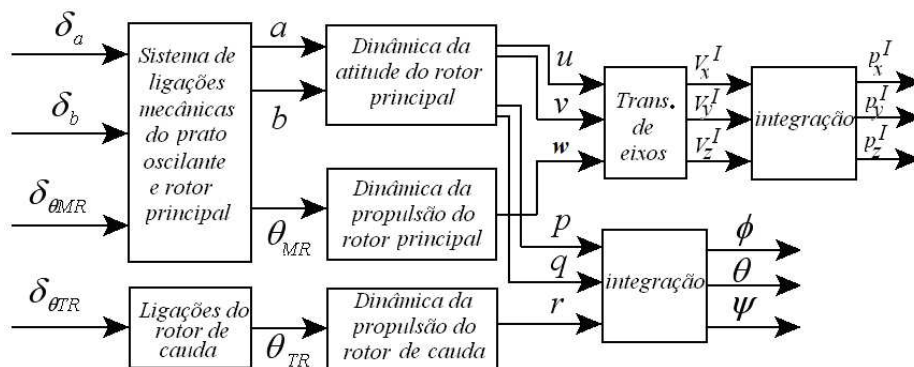 δa
δb
δθMR
δθTR
Sistema de
ligações
mecânicas
do prato
oscilante
e rotor
principal
Ligações do
rotor de
cauda
a
b
θMR
θTR
Dinâmica da
atitude do rotor
principal
Dinâmica da
propulsão do
rotor principal
Dinâmica da
propulsão do
rotor de cauda
u
v
w
p
q
r
Trans.
de
eixos
Vx^I
Vy^I
Vz^I
integração
px^I
py^I
pz^I
integração
ϕ
θ
ψ